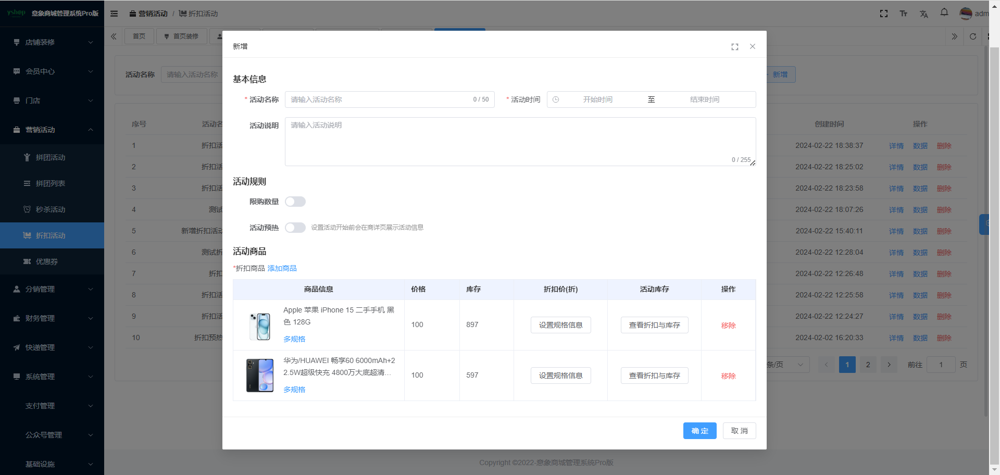 yshop 意象商城管理系统Pro版
营销活动 / 折扣活动
adm
首页
首页装修
店铺装修
会员中心
门店
营销活动
拼团活动
拼团列表
秒杀活动
折扣活动
优惠券
分销管理
财务管理
快递管理
系统管理
支付管理
公众号管理
基础设施
活动名称 请输入活动名称
新增
序号 活动名 创建时间 操作
1 折扣活 2024-02-22 18:38:37 详情 数据 删除
2 折扣活 2024-02-22 18:25:02 详情 数据 删除
3 折扣活 2024-02-22 18:23:58 详情 数据 删除
4 测试 2024-02-22 18:07:26 详情 数据 删除
5 新增折扣活动 2024-02-22 15:40:11 详情 数据 删除
6 测试折 2024-02-22 12:28:04 详情 数据 删除
7 折扣 2024-02-22 12:26:48 详情 数据 删除
8 折扣活 2024-02-22 12:25:58 详情 数据 删除
9 折扣活 2024-02-22 12:24:27 详情 数据 删除
10 折扣预热 2024-02-02 16:20:33 详情 数据 删除
条/页 1 2 前往 1 页
新增
基本信息
* 活动名称 请输入活动名称 0 / 50 * 活动时间 开始时间 至 结束时间
活动说明 请输入活动说明
0 / 255
活动规则
限购数量
活动预热 设置活动开始前会在商详页展示活动信息
活动商品
*折扣商品 添加商品
商品信息 价格 库存 折扣价(折) 活动库存 操作
Apple 苹果 iPhone 15 二手手机 黑
色 128G
多规格
100 897 设置规格信息 查看折扣与库存 移除
华为/HUAWEI 畅享60 6000mAh+2
2.5W超级快充 4800万大底超清…
多规格
100 597 设置规格信息 查看折扣与库存 移除
确 定 取 消
Copyright ©2022-意象商城管理系统Pro版